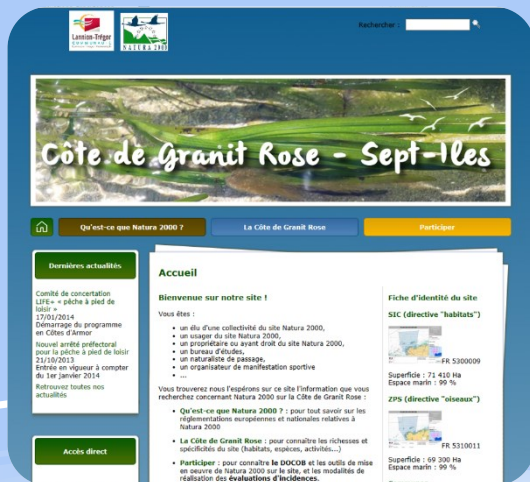 Lannion-Trégor
NATURA 2000
Rechercher :
Côte de Granit Rose - Sept-Iles
Qu'est-ce que Natura 2000 ?
La Côte de Granit Rose
Participer
Dernières actualités
Comité de concertation
LIFE+ « pêche à pied de
loisir »
17/01/2014
Démarrage du programme
en Côtes d'Armor
Nouvel arrêté préfectoral
pour la pêche à pied de loisir
21/10/2013
Entrée en vigueur à compter
du 1er janvier 2014
Retrouvez toutes nos
actualités
Accès direct
Accueil
Bienvenue sur notre site !
Vous êtes :
• un élu d'une collectivité du site Natura 2000,
• un usager du site Natura 2000,
• un propriétaire ou ayant droit du site Natura 2000,
• un bureau d'études,
• un naturaliste de passage,
• un organisateur de manifestation sportive
• ...
Vous trouverez nous l'espérons sur ce site l'information que vous
recherchez concernant Natura 2000 sur la Côte de Granit Rose :
• Qu'est-ce que Natura 2000 ? : pour tout savoir sur les
réglementations européennes et nationales relatives à
Natura 2000
• La Côte de Granit Rose : pour connaître les richesses et
spécificités du site (habitats, espèces, activités...)
• Participer : pour connaître le DOCOB et les outils de mise
en oeuvre de Natura 2000 sur le site, et les modalités de
réalisation des évaluations d'incidences.
Fiche d'identité du site
SIC (directive "habitats")
FR 5300009
Superficie : 71 410 Ha
Espace marin : 99 %
ZPS (directive "oiseaux")
FR 5310011
Superficie : 69 300 Ha
Espace marin : 99 %